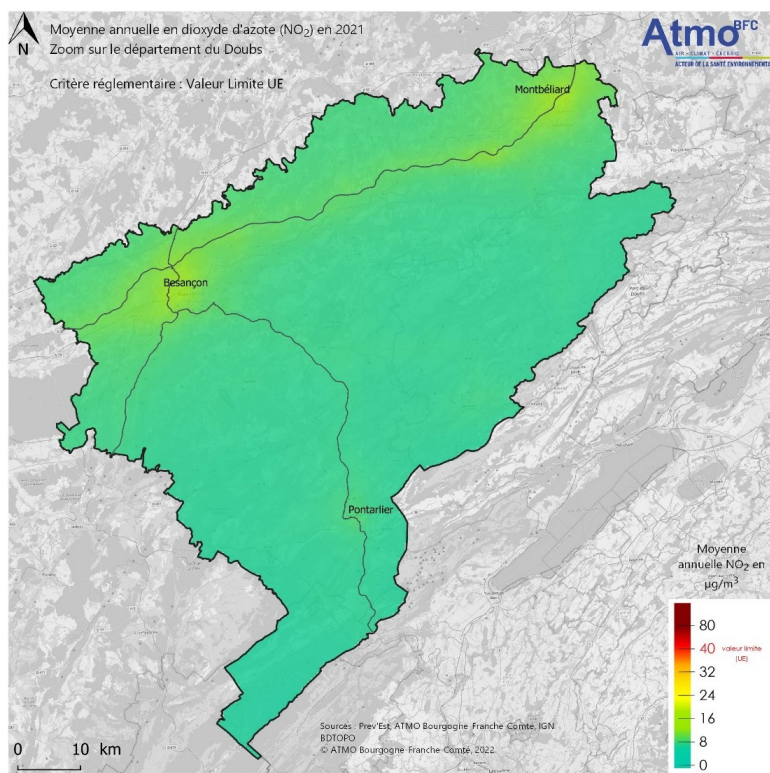 Moyenne annuelle en dioxyde d'azote (NO₂) en 2021
Zoom sur le département du Doubs
N
Critère réglementaire : Valeur Limite UE
Atmo BFC
AIR • CLIMAT • ÉNERGIE
ACTEUR DE LA SANTÉ ENVIRONNEMENTALE
Montbéliard
Besançon
Pontarlier
Moyenne
annuelle NO₂ en
µg/m³
80
40 valeur limite
(UE)
32
24
16
8
0
Sources : Prev'Est, ATMO Bourgogne-Franche-Comté, IGN
BDTOPO
© ATMO Bourgogne-Franche-Comté, 2022
0 10 km